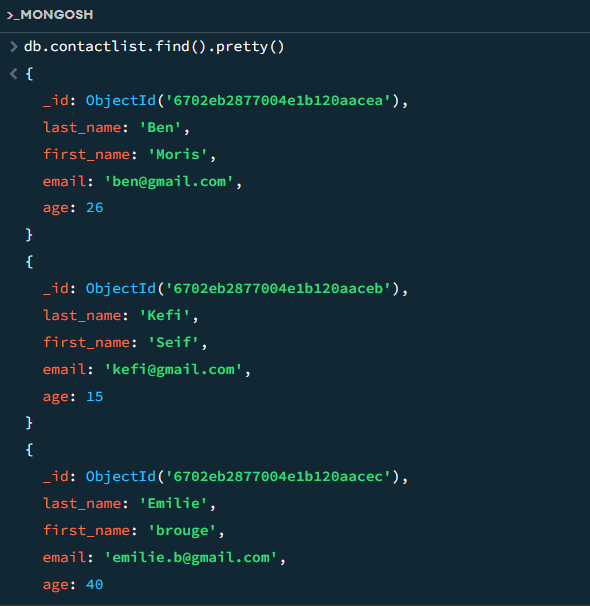 >_MONGOSH
> db.contactlist.find().pretty()
< {
_id: ObjectId('6702eb2877004e1b120aacea'),
last_name: 'Ben',
first_name: 'Moris',
email: 'ben@gmail.com',
age: 26
}
{
_id: ObjectId('6702eb2877004e1b120aaceb'),
last_name: 'Kefi',
first_name: 'Seif',
email: 'kefi@gmail.com',
age: 15
}
{
_id: ObjectId('6702eb2877004e1b120aacec'),
last_name: 'Emilie',
first_name: 'brouge',
email: 'emilie.b@gmail.com',
age: 40